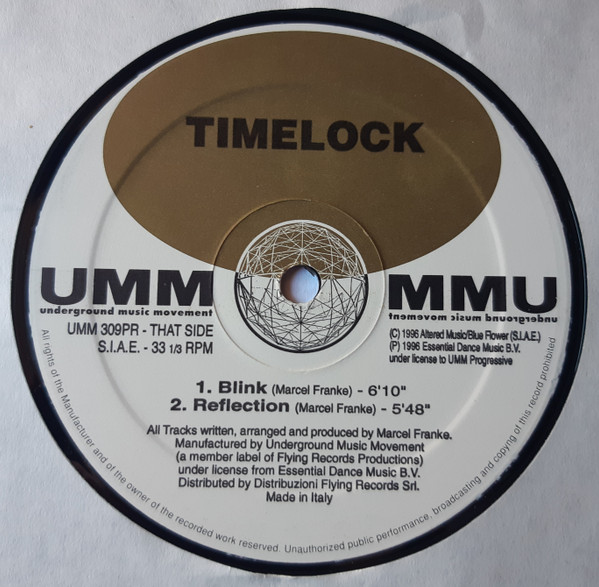 TIMELOCK
UMM
underground music movement
UMM 309PR - THAT SIDE
S.I.A.E. - 33 1/3 RPM
MMU
underground music movement
(C) 1996 Altered Music/Blue Flower (S.I.A.E.)
(P) 1996 Essential Dance Music B.V.
under license to UMM Progressive
1. Blink (Marcel Franke) - 6'10"
2. Reflection (Marcel Franke) - 5'48"
All Tracks written, arranged and produced by Marcel Franke.
Manufactured by Underground Music Movement
(a member label of Flying Records Productions)
under license from Essential Dance Music B.V.
Distributed by Distribuzioni Flying Records Srl.
Made in Italy
All rights of the Manufacturer and of the owner of the recorded work reserved. Unauthorized public performance, broadcasting and copyng of this record prohibited